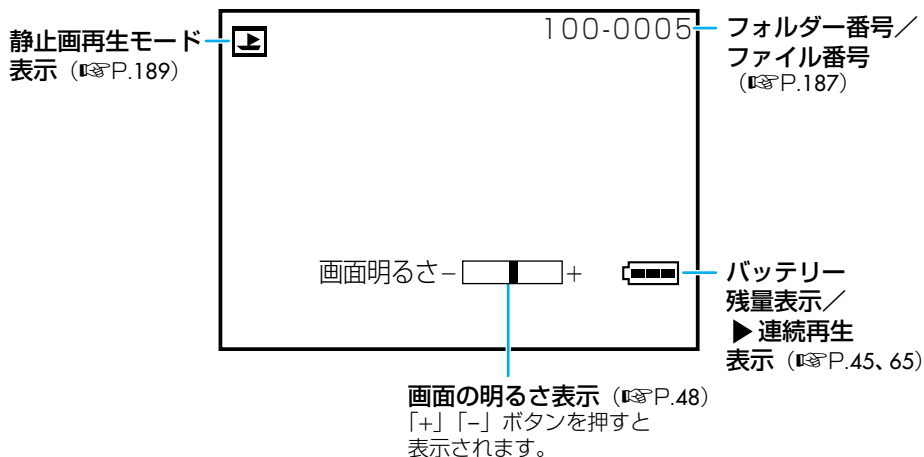 静止画再生モード
表示（☞P.189）
100-0005
フォルダー番号／
ファイル番号
（☞P.187）
画面明るさ− +
バッテリー
残量表示／
▶連続再生
表示（☞P.45、65）
画面の明るさ表示（☞P.48）
「+」「−」ボタンを押すと
表示されます。